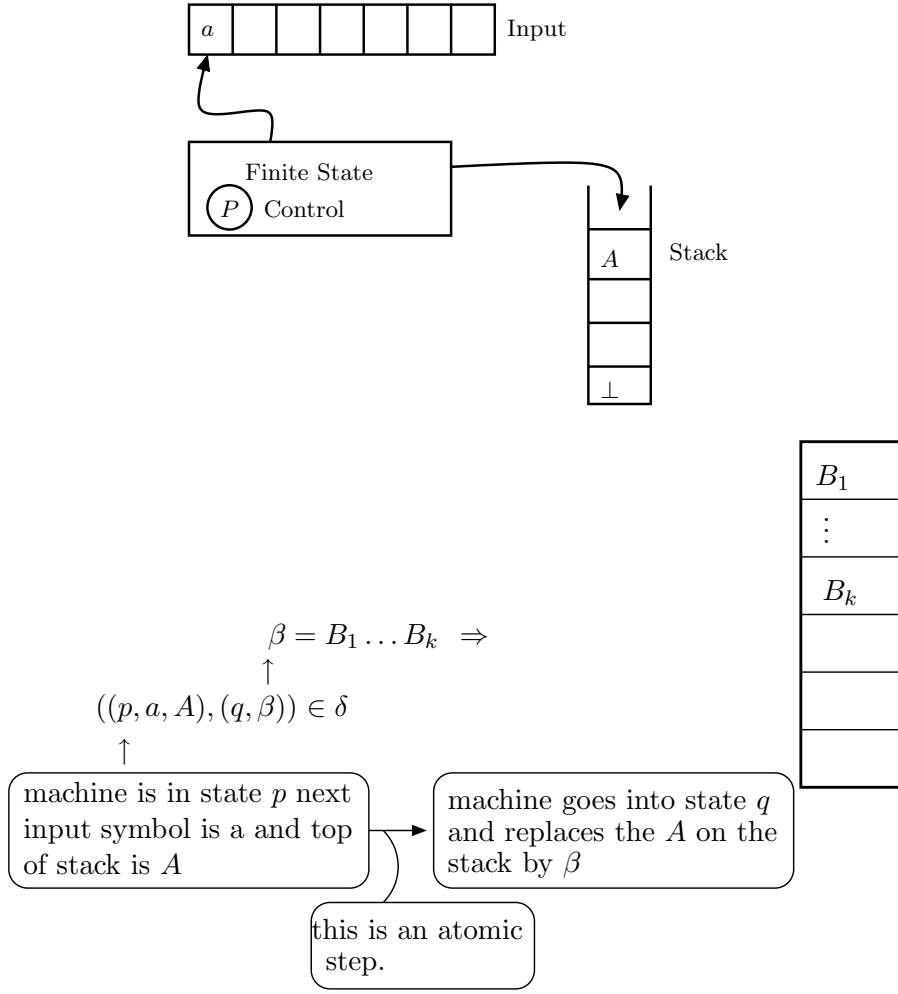 a
Input
Finite State
P Control
A
Stack
⊥
B₁
⋮
Bₖ
β = B₁ … Bₖ ⇒
↑
((p, a, A), (q, β)) ∈ δ
↑
machine is in state p next
input symbol is a and top
of stack is A
machine goes into state q
and replaces the A on the
stack by β
this is an atomic
step.